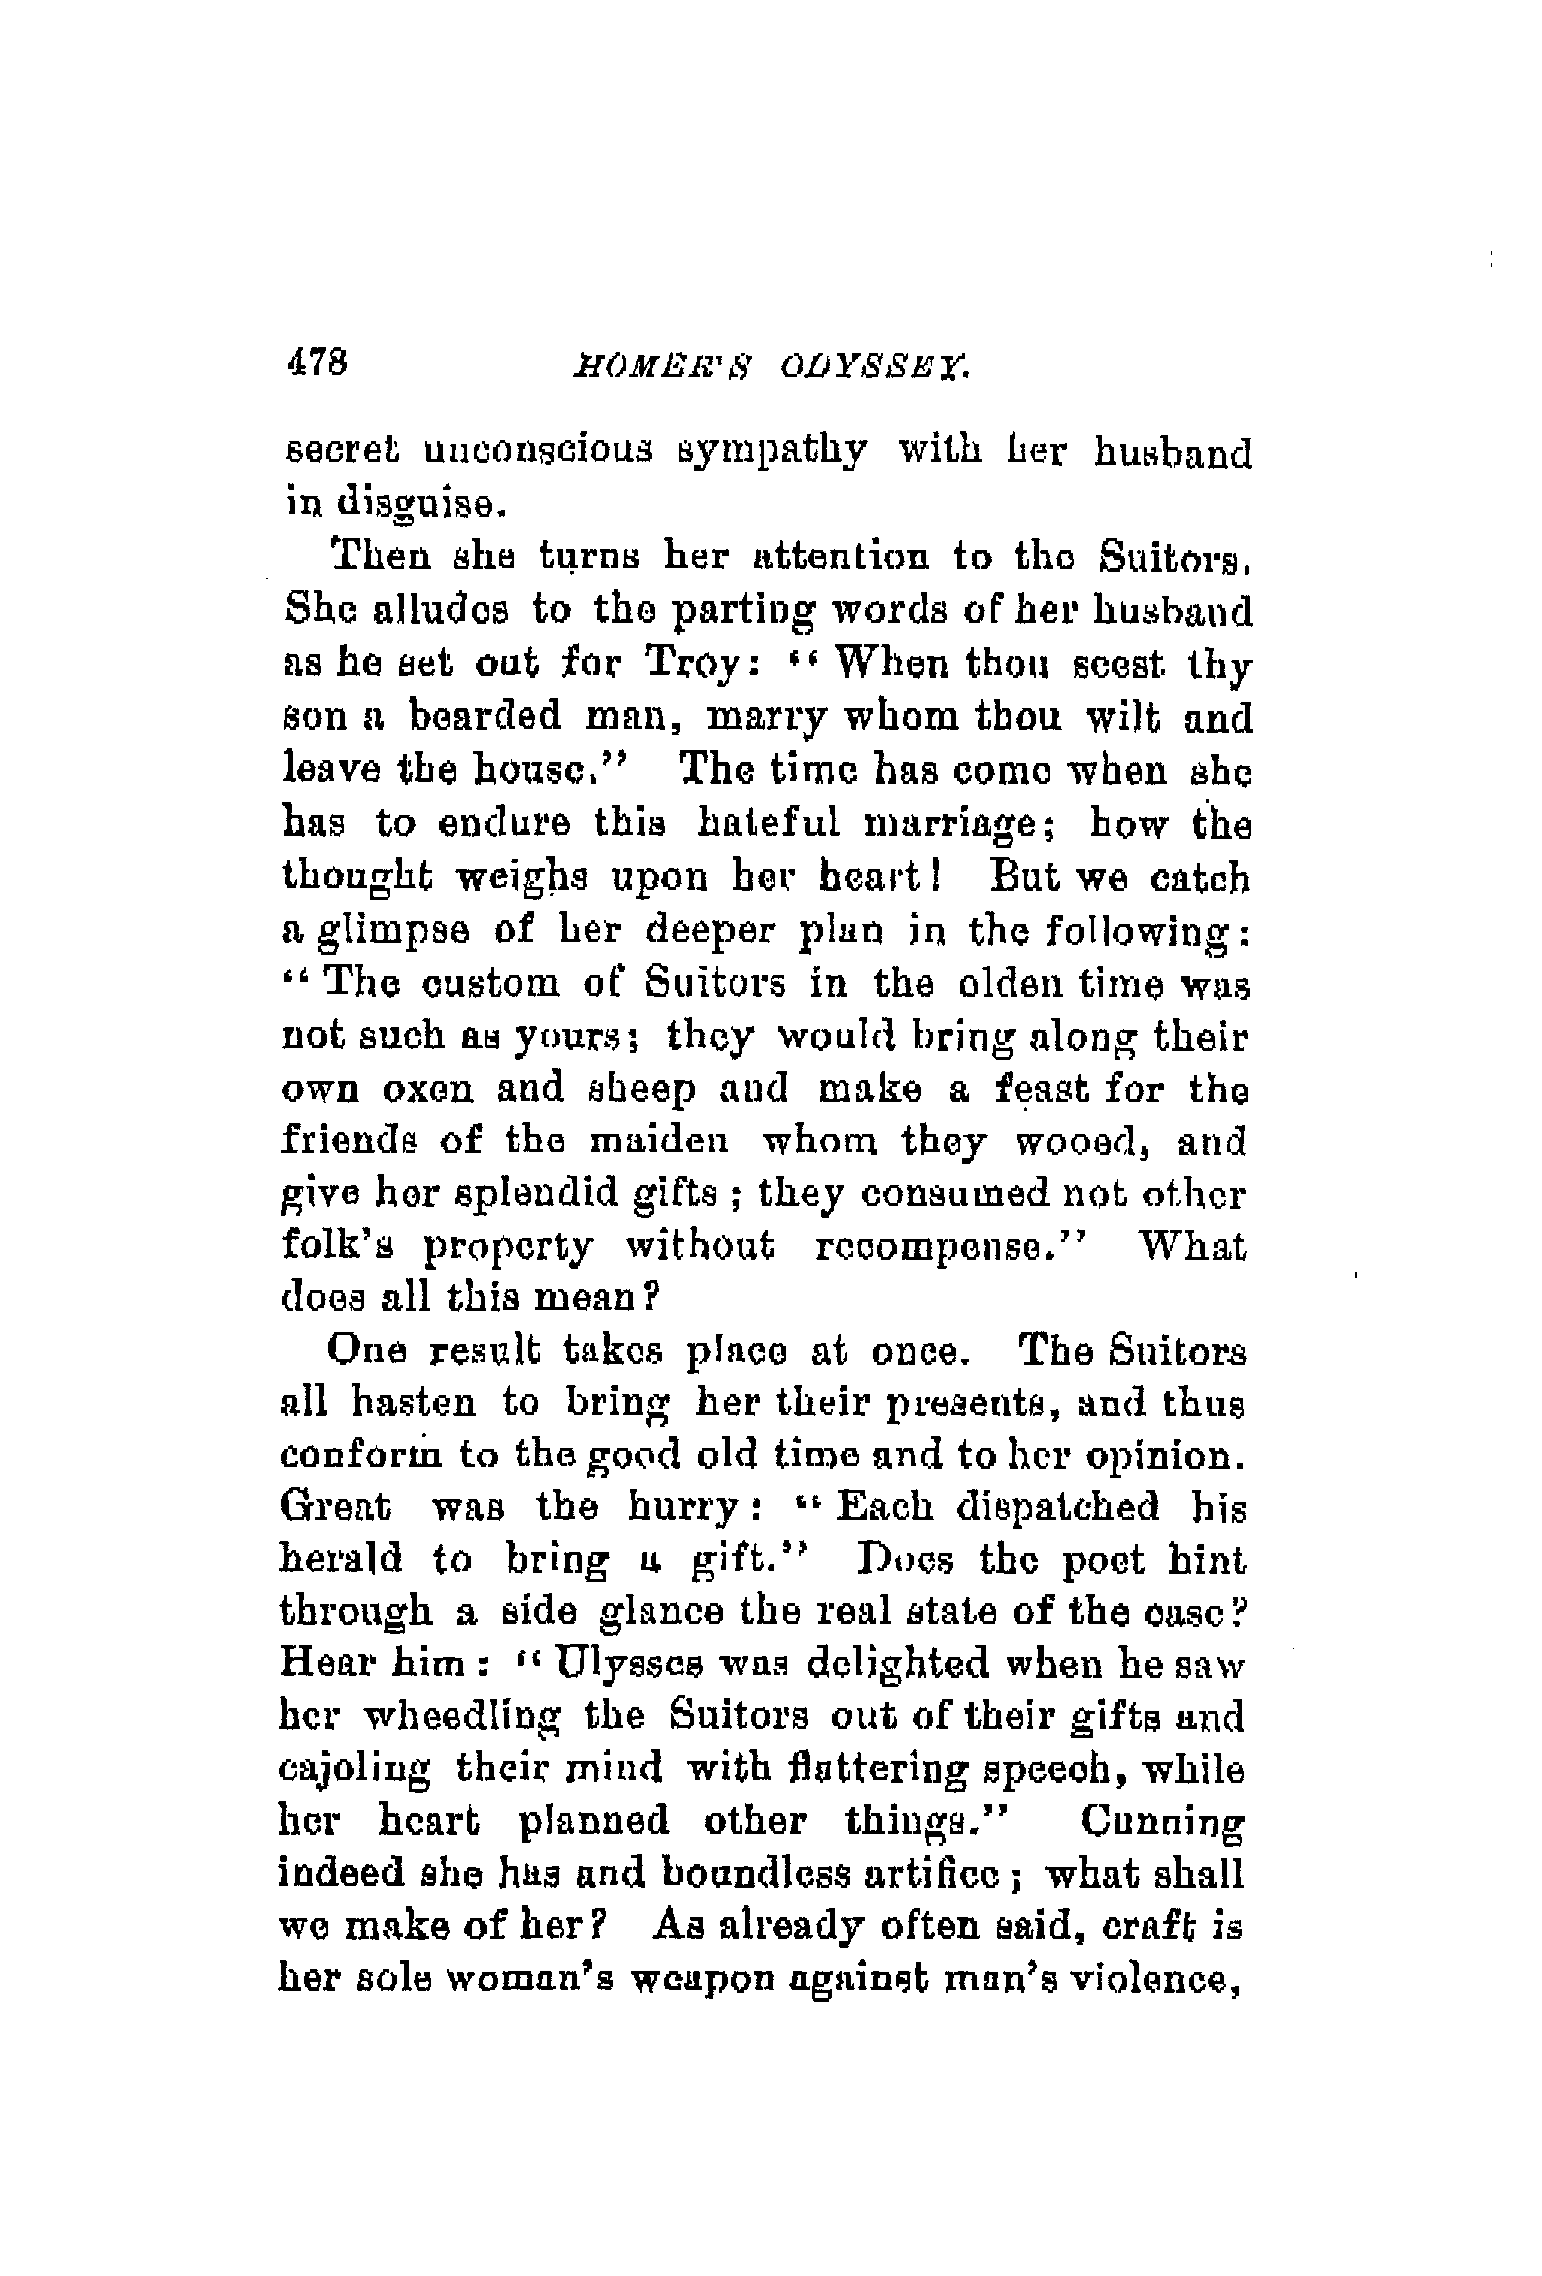 478 HOMER'S ODYSSEY.
secret unconscious sympathy with her husband
in disguise.
Then she turns her attention to the Suitors.
She alludes to the parting words of her husband
as he set out for Troy: "When thou seest thy
son a bearded man, marry whom thou wilt and
leave the house." The time has come when she
has to endure this hateful marriage; how the
thought weighs upon her heart! But we catch
a glimpse of her deeper plan in the following:
"The custom of Suitors in the olden time was
not such as yours; they would bring along their
own oxen and sheep and make a feast for the
friends of the maiden whom they wooed, and
give her splendid gifts; they consumed not other
folk's property without recompense." What
does all this mean?
One result takes place at once. The Suitors
all hasten to bring her their presents, and thus
conform to the good old time and to her opinion.
Great was the hurry: "Each dispatched his
herald to bring a gift." Does the poet hint
through a side glance the real state of the case?
Hear him: "Ulysses was delighted when he saw
her wheedling the Suitors out of their gifts and
cajoling their mind with flattering speech, while
her heart planned other things." Cunning
indeed she has and boundless artifice; what shall
we make of her? As already often said, craft is
her sole woman's weapon against man's violence,